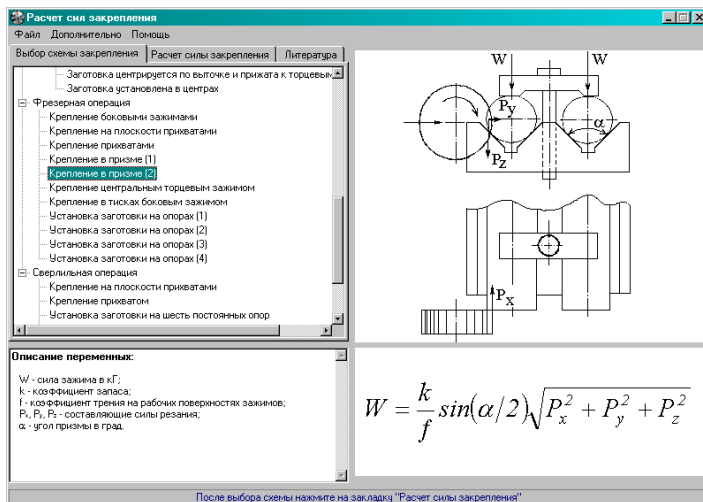 Расчет сил закрепления
Файл Дополнительно Помощь
Выбор схемы закрепления Расчет силы закрепления Литература
Заготовка центрируется по выточке и прижата к торцевым
Заготовка установлена в центрах
Фрезерная операция
Крепление боковыми зажимами
Крепление на плоскости прихватами
Крепление прихватами
Крепление в призме (1)
Крепление в призме (2)
Крепление центральным торцевым зажимом
Крепление в тисках боковым зажимом
Установка заготовки на опорах (1)
Установка заготовки на опорах (2)
Установка заготовки на опорах (3)
Установка заготовки на опорах (4)
Сверлильная операция
Крепление на плоскости прихватами
Крепление прихватом
Установка заготовки на шесть постоянных опор
W W
Py
α
Pz
Px
Описание переменных:
W - сила зажима в кГ;
k - коэффициент запаса;
f - коэффициент трения на рабочих поверхностях зажимов;
Px, Py, Pz - составляющие силы резания;
α - угол призмы в град.
W = k/f sin(α/2) √(Px² + Py² + Pz²)
После выбора схемы нажмите на закладку "Расчет силы закрепления"